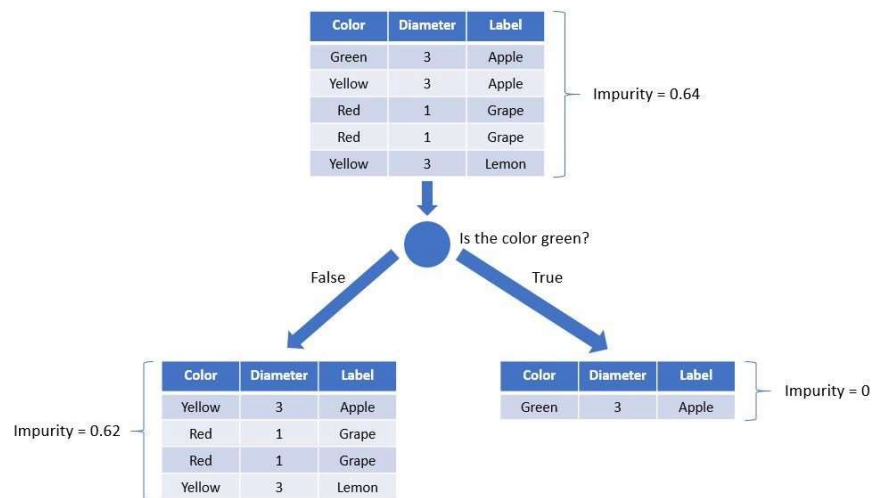 Color Diameter Label
Green 3 Apple
Yellow 3 Apple
Red 1 Grape
Red 1 Grape
Yellow 3 Lemon
Impurity = 0.64
Is the color green?
False
True
Color Diameter Label
Yellow 3 Apple
Red 1 Grape
Red 1 Grape
Yellow 3 Lemon
Impurity = 0.62
Color Diameter Label
Green 3 Apple
Impurity = 0